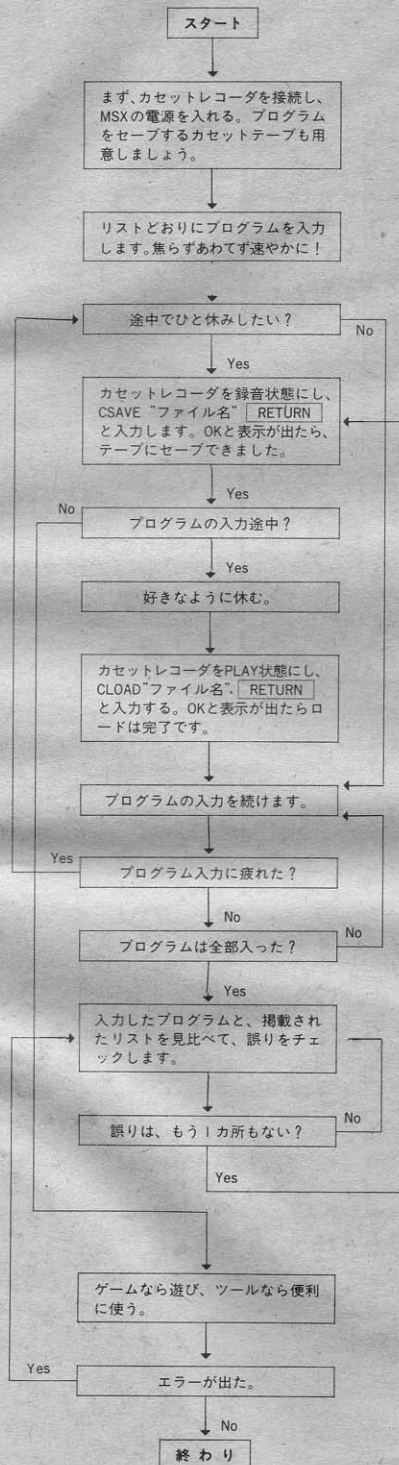 スタート
まず、カセットレコーダを接続し、
MSXの電源を入れる。プログラム
をセーブするカセットテープも用
意しましょう。
リストどおりにプログラムを入力
します。焦らずあわてず速やかに！
途中でひと休みしたい？
No
Yes
カセットレコーダを録音状態にし、
CSAVE "ファイル名" RETURN
と入力します。OKと表示が出たら、
テープにセーブできました。
Yes
No
プログラムの入力途中？
Yes
好きなように休む。
カセットレコーダをPLAY状態にし、
CLOAD"ファイル名". RETURN
と入力する。OKと表示が出たらロ
ードは完了です。
プログラムの入力を続けます。
Yes
プログラム入力に疲れた？
No
プログラムは全部入った？
No
Yes
入力したプログラムと、掲載され
たリストを見比べて、誤りをチェ
ックします。
No
誤りは、もう1カ所もない？
Yes
ゲームなら遊び、ツールなら便利
に使う。
Yes
エラーが出た。
No
終わり